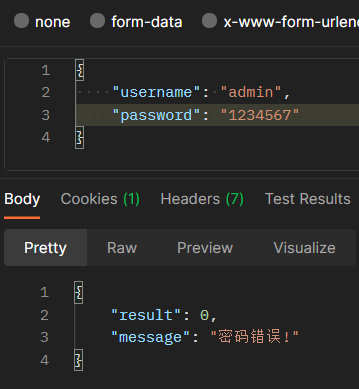 none form-data x-www-form-urlenc
1 {
2 "username": "admin",
3 "password": "1234567"
4 }
Body Cookies (1) Headers (7) Test Results
Pretty Raw Preview Visualize
1 {
2 "result": 0,
3 "message": "密码错误!"
4 }